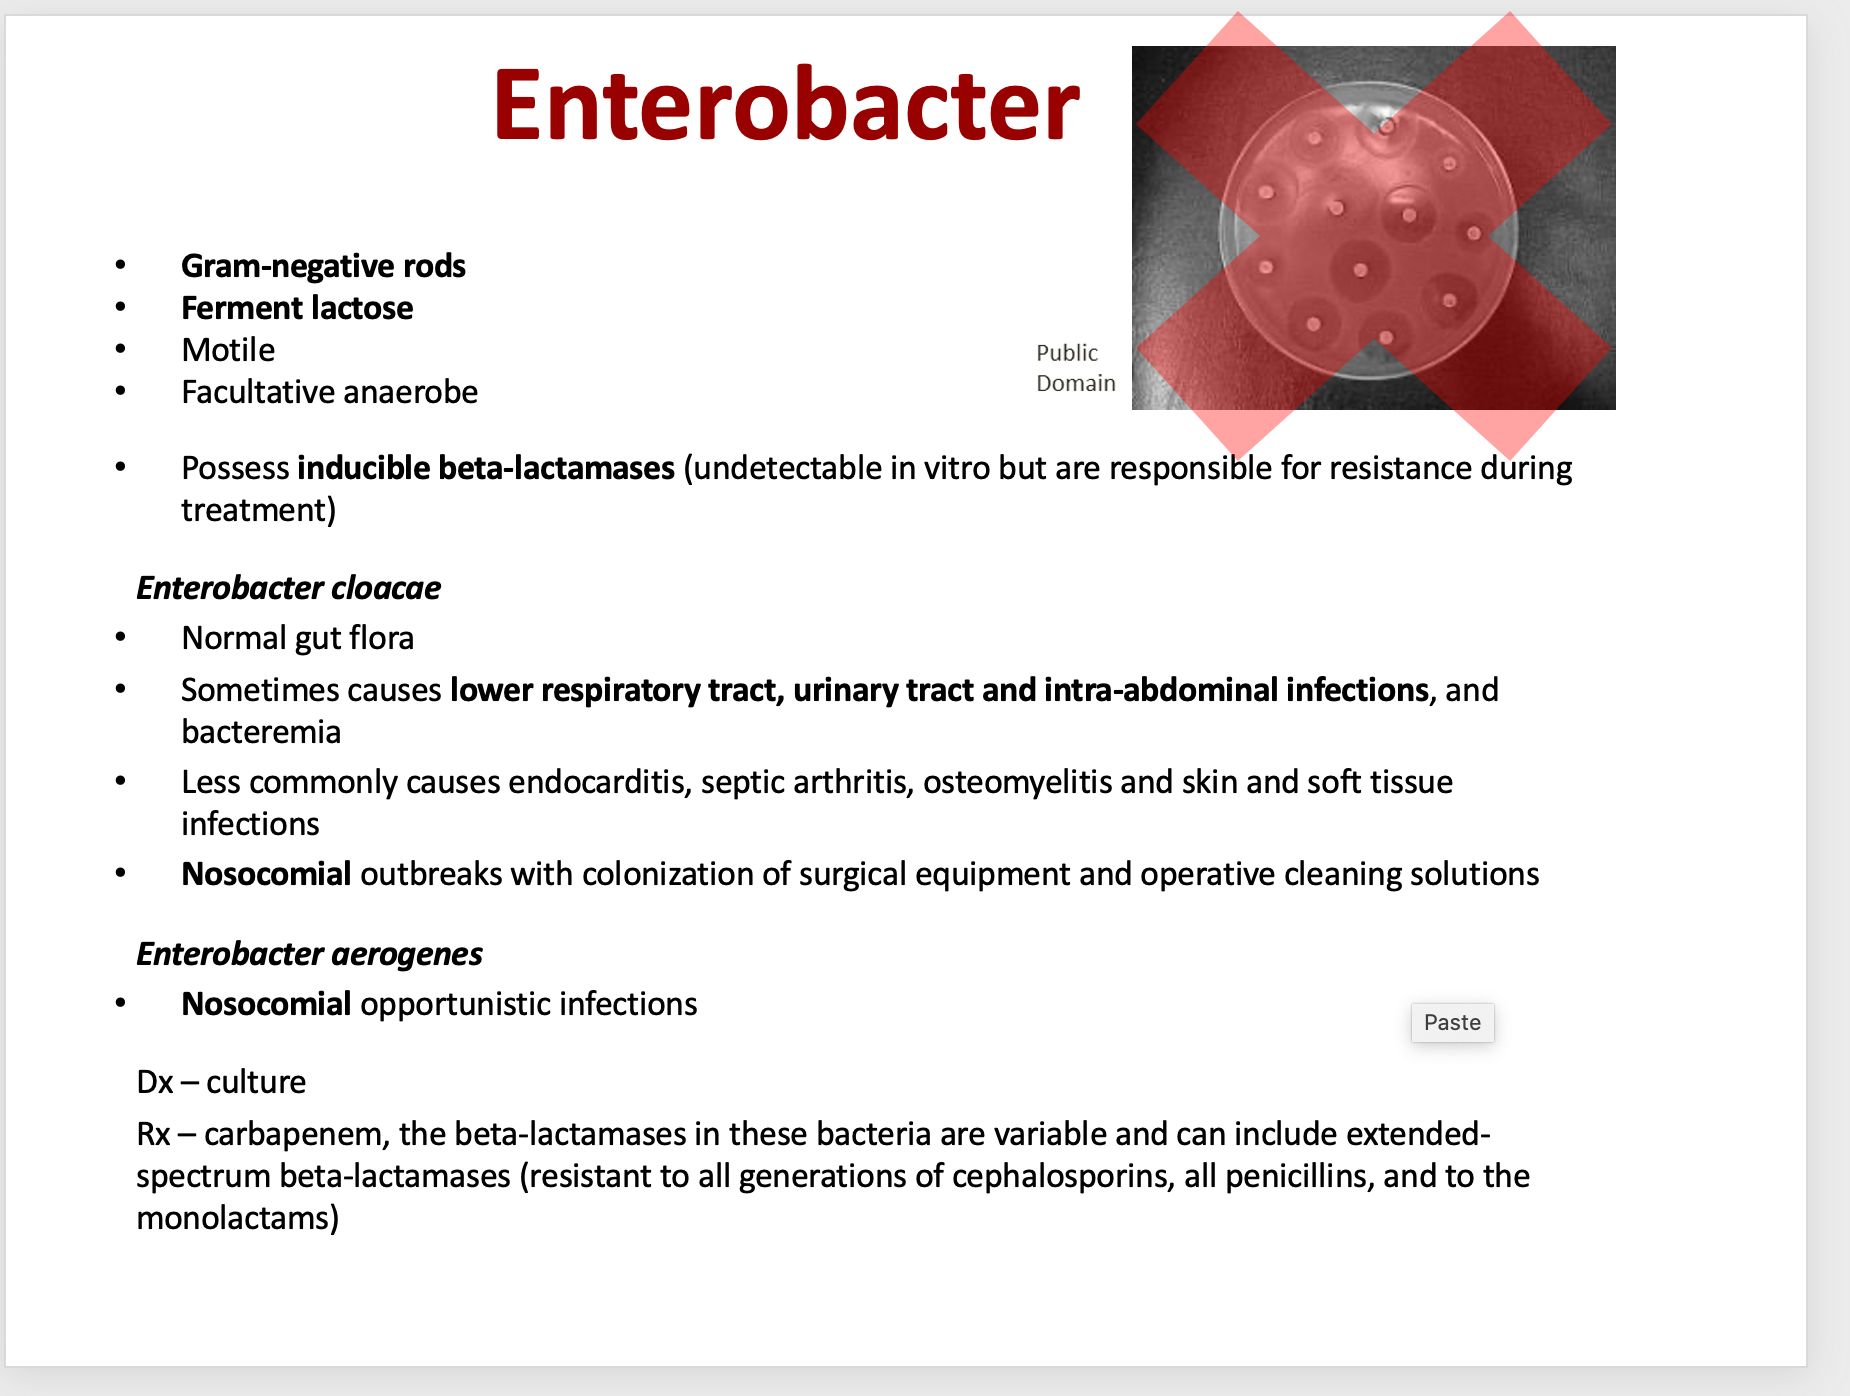 Enterobacter
• Gram-negative rods
• Ferment lactose
• Motile
• Facultative anaerobe
Public
Domain
• Possess inducible beta-lactamases (undetectable in vitro but are responsible for resistance during
treatment)
Enterobacter cloacae
• Normal gut flora
• Sometimes causes lower respiratory tract, urinary tract and intra-abdominal infections, and
bacteremia
• Less commonly causes endocarditis, septic arthritis, osteomyelitis and skin and soft tissue
infections
• Nosocomial outbreaks with colonization of surgical equipment and operative cleaning solutions
Enterobacter aerogenes
• Nosocomial opportunistic infections
Paste
Dx – culture
Rx – carbapenem, the beta-lactamases in these bacteria are variable and can include extended-
spectrum beta-lactamases (resistant to all generations of cephalosporins, all penicillins, and to the
monolactams)